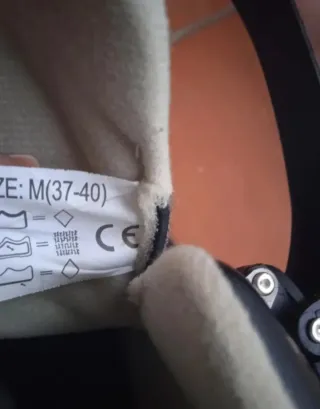 ZE: M(37-40)
=
= CE
=